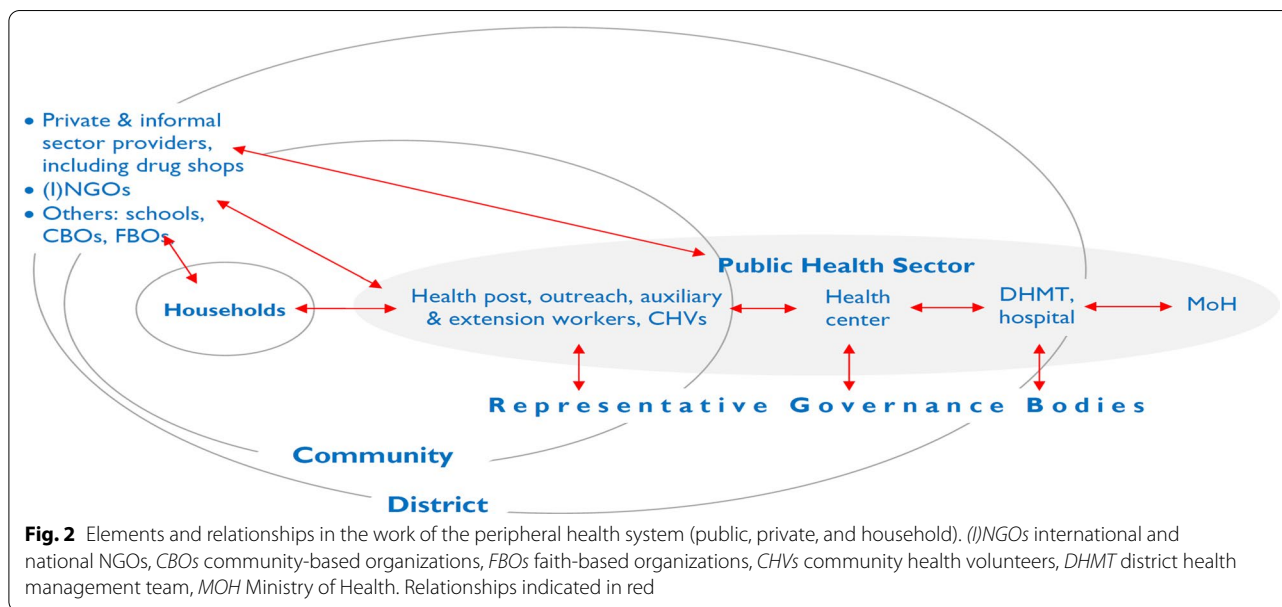 • Private & informal
sector providers,
including drug shops
• (I)NGOs
• Others: schools,
CBOs, FBOs
Public Health Sector
Households
Health post, outreach, auxiliary
& extension workers, CHVs
Health
center
DHMT,
hospital
MoH
Representative Governance Bodies
Community
District
Fig. 2 Elements and relationships in the work of the peripheral health system (public, private, and household). (I)NGOs international and
national NGOs, CBOs community-based organizations, FBOs faith-based organizations, CHVs community health volunteers, DHMT district health
management team, MOH Ministry of Health. Relationships indicated in red